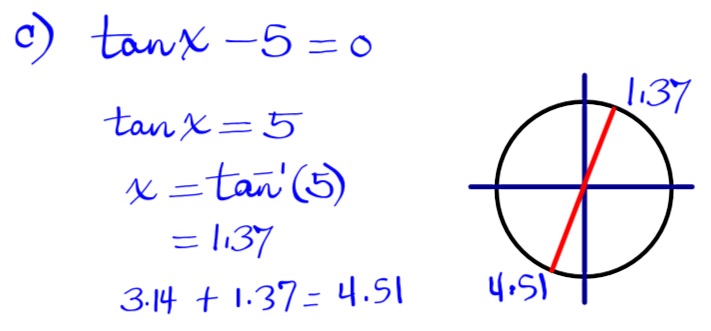 c) tanx - 5 = 0
tanx = 5
x = tan⁻¹(5)
= 1.37
3.14 + 1.37 = 4.51
1.37
4.51